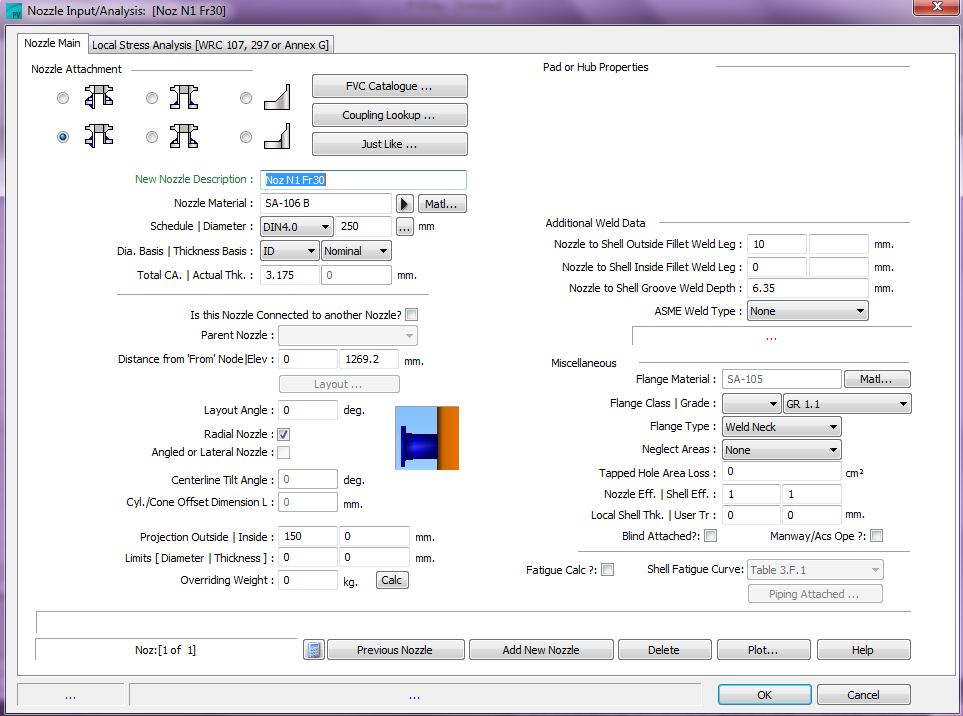 Nozzle Input/Analysis: [Noz N1 Fr30]
Nozzle Main
Local Stress Analysis [WRC 107, 297 or Annex G]
Nozzle Attachment
FVC Catalogue ...
Coupling Lookup ...
Just Like ...
New Nozzle Description : Noz N1 Fr30
Nozzle Material : SA-106 B Matl...
Schedule | Diameter : DIN4.0 250 ... mm
Dia. Basis | Thickness Basis : ID Nominal
Total CA. | Actual Thk. : 3.175 0 mm.
Is this Nozzle Connected to another Nozzle?
Parent Nozzle :
Distance from 'From' Node|Elev : 0 1269.2 mm.
Layout ...
Layout Angle : 0 deg.
Radial Nozzle :
Angled or Lateral Nozzle :
Centerline Tilt Angle : 0 deg.
Cyl./Cone Offset Dimension L : 0 mm.
Projection Outside | Inside : 150 0 mm.
Limits [ Diameter | Thickness ] : 0 0 mm.
Overriding Weight : 0 kg. Calc
Pad or Hub Properties
Additional Weld Data
Nozzle to Shell Outside Fillet Weld Leg : 10 mm.
Nozzle to Shell Inside Fillet Weld Leg : 0 mm.
Nozzle to Shell Groove Weld Depth : 6.35 mm.
ASME Weld Type : None
...
Miscellaneous
Flange Material : SA-105 Matl...
Flange Class | Grade : GR 1.1
Flange Type : Weld Neck
Neglect Areas : None
Tapped Hole Area Loss : 0 cm²
Nozzle Eff. | Shell Eff. : 1 1
Local Shell Thk. | User Tr : 0 0 mm.
Blind Attached?: Manway/Acs Ope ?:
Fatigue Calc ?: Shell Fatigue Curve: Table 3.F.1
Piping Attached ...
Noz:[1 of 1] Previous Nozzle Add New Nozzle Delete Plot... Help
... ... OK Cancel